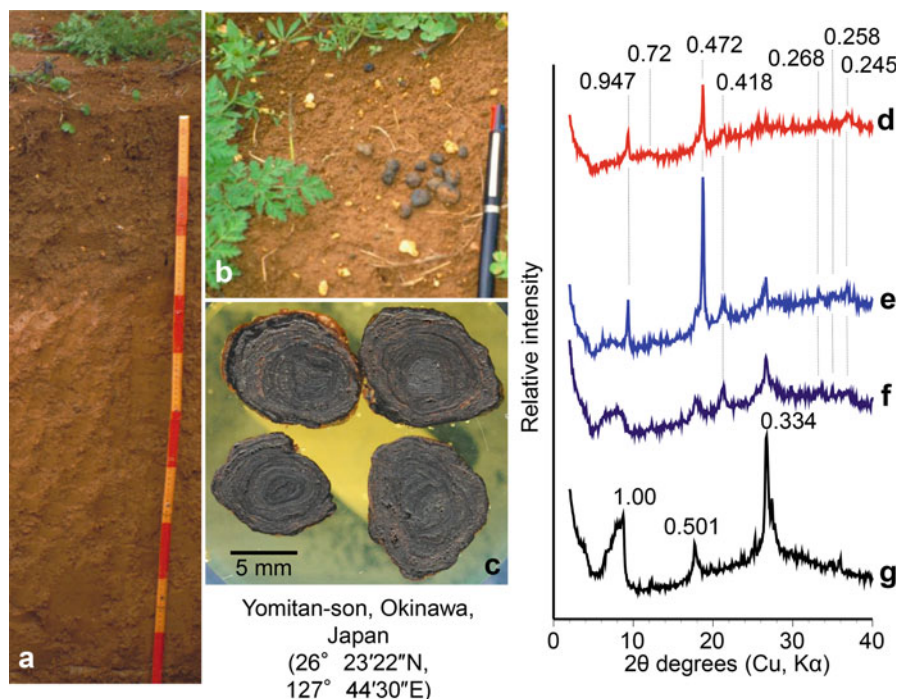 a
b
c
5 mm
Yomitan-son, Okinawa,
Japan
(26° 23′22″N,
127° 44′30″E)
Relative intensity
0.947
0.72
0.472
0.418
0.268
0.258
0.245
d
e
f
0.334
1.00
0.501
g
0
10
20
30
40
2θ degrees (Cu, Kα)